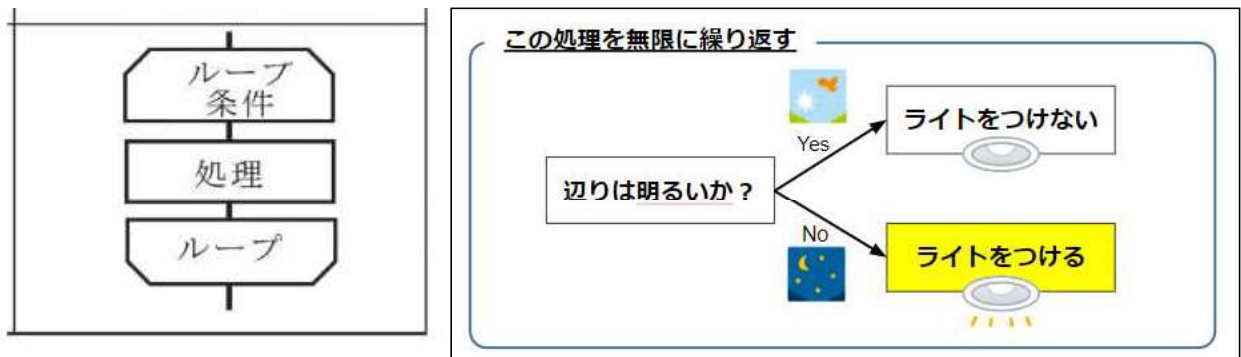 ループ
条件
処理
ループ
この処理を無限に繰り返す
Yes
ライトをつけない
辺りは明るいか？
No
ライトをつける